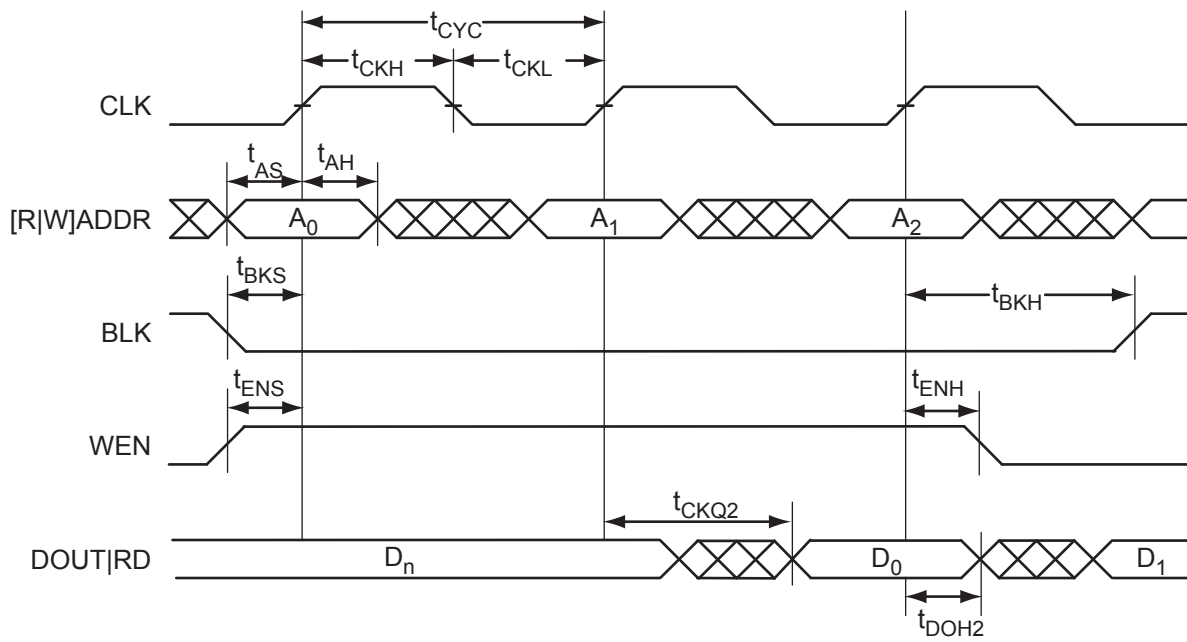 tCYC
tCKH tCKL
CLK
tAS tAH
[R|W]ADDR A0 A1 A2
tBKS tBKH
BLK
tENS tENH
WEN
tCKQ2
DOUT|RD Dn D0 D1
tDOH2